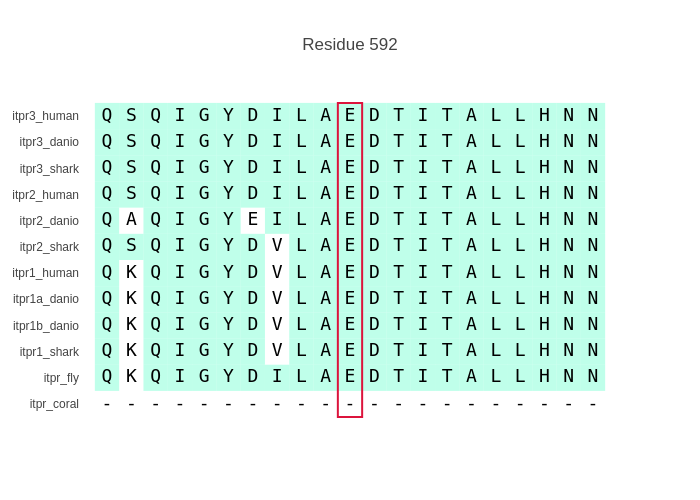 Residue 592
itpr3_human Q S Q I G Y D I L A E D T I T A L L H N N
itpr3_danio Q S Q I G Y D I L A E D T I T A L L H N N
itpr3_shark Q S Q I G Y D I L A E D T I T A L L H N N
itpr2_human Q S Q I G Y D I L A E D T I T A L L H N N
itpr2_danio Q A Q I G Y E I L A E D T I T A L L H N N
itpr2_shark Q S Q I G Y D V L A E D T I T A L L H N N
itpr1_human Q K Q I G Y D V L A E D T I T A L L H N N
itpr1a_danio Q K Q I G Y D V L A E D T I T A L L H N N
itpr1b_danio Q K Q I G Y D V L A E D T I T A L L H N N
itpr1_shark Q K Q I G Y D V L A E D T I T A L L H N N
itpr_fly Q K Q I G Y D I L A E D T I T A L L H N N
itpr_coral - - - - - - - - - - - - - - - - - - - - -